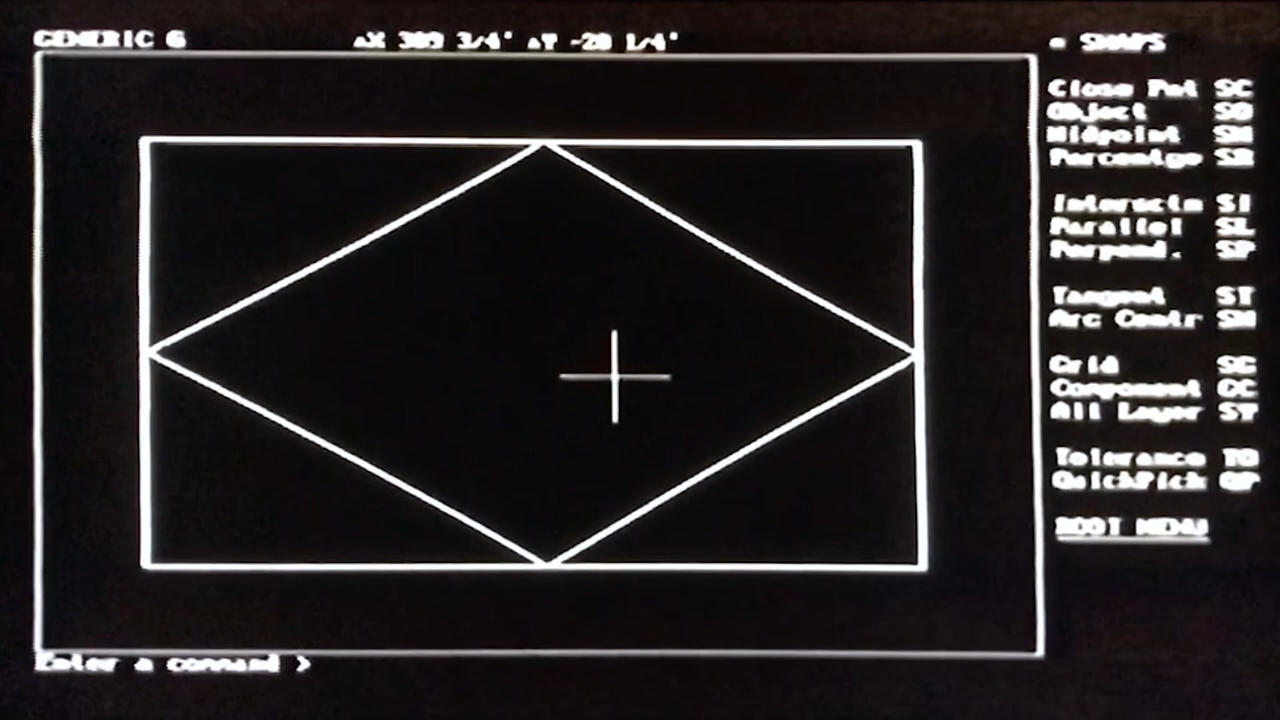 GENERIC 6 ΔX 309 3/4" ΔY -20 1/4"
* SNAPS
Close Pnt SC
Object SO
Midpoint SM
Percentge SR
Intersctn SI
Parallel SL
Perpend. SP
Tangent ST
Arc Centr SN
Grid SG
Component GC
All Layer SY
Tolerance TO
QuickPick QP
ROOT MENU
Enter a command >